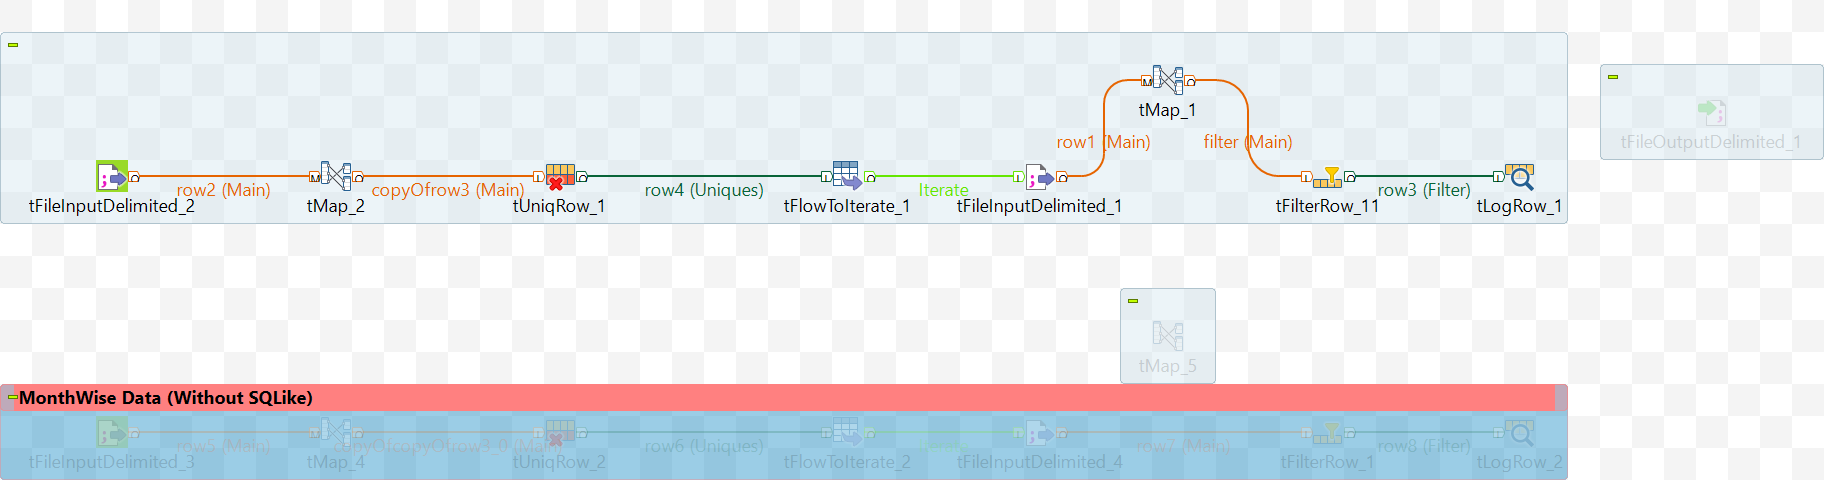 tMap_1
row1 (Main)
filter (Main)
tFileOutputDelimited_1
row2 (Main)
copyOfrow3 (Main)
row4 (Uniques)
Iterate
row3 (Filter)
tFileInputDelimited_2
tMap_2
tUniqRow_1
tFlowToIterate_1
tFileInputDelimited_1
tFilterRow_11
tLogRow_1
tMap_5
MonthWise Data (Without SQLike)
row5 (Main)
copyOfcopyOfrow3_0 (Main)
row6 (Uniques)
row7 (Main)
row8 (Filter)
tFileInputDelimited_3
tMap_4
tUniqRow_2
tFlowToIterate_2
tFileInputDelimited_4
tFilterRow_1
tLogRow_2